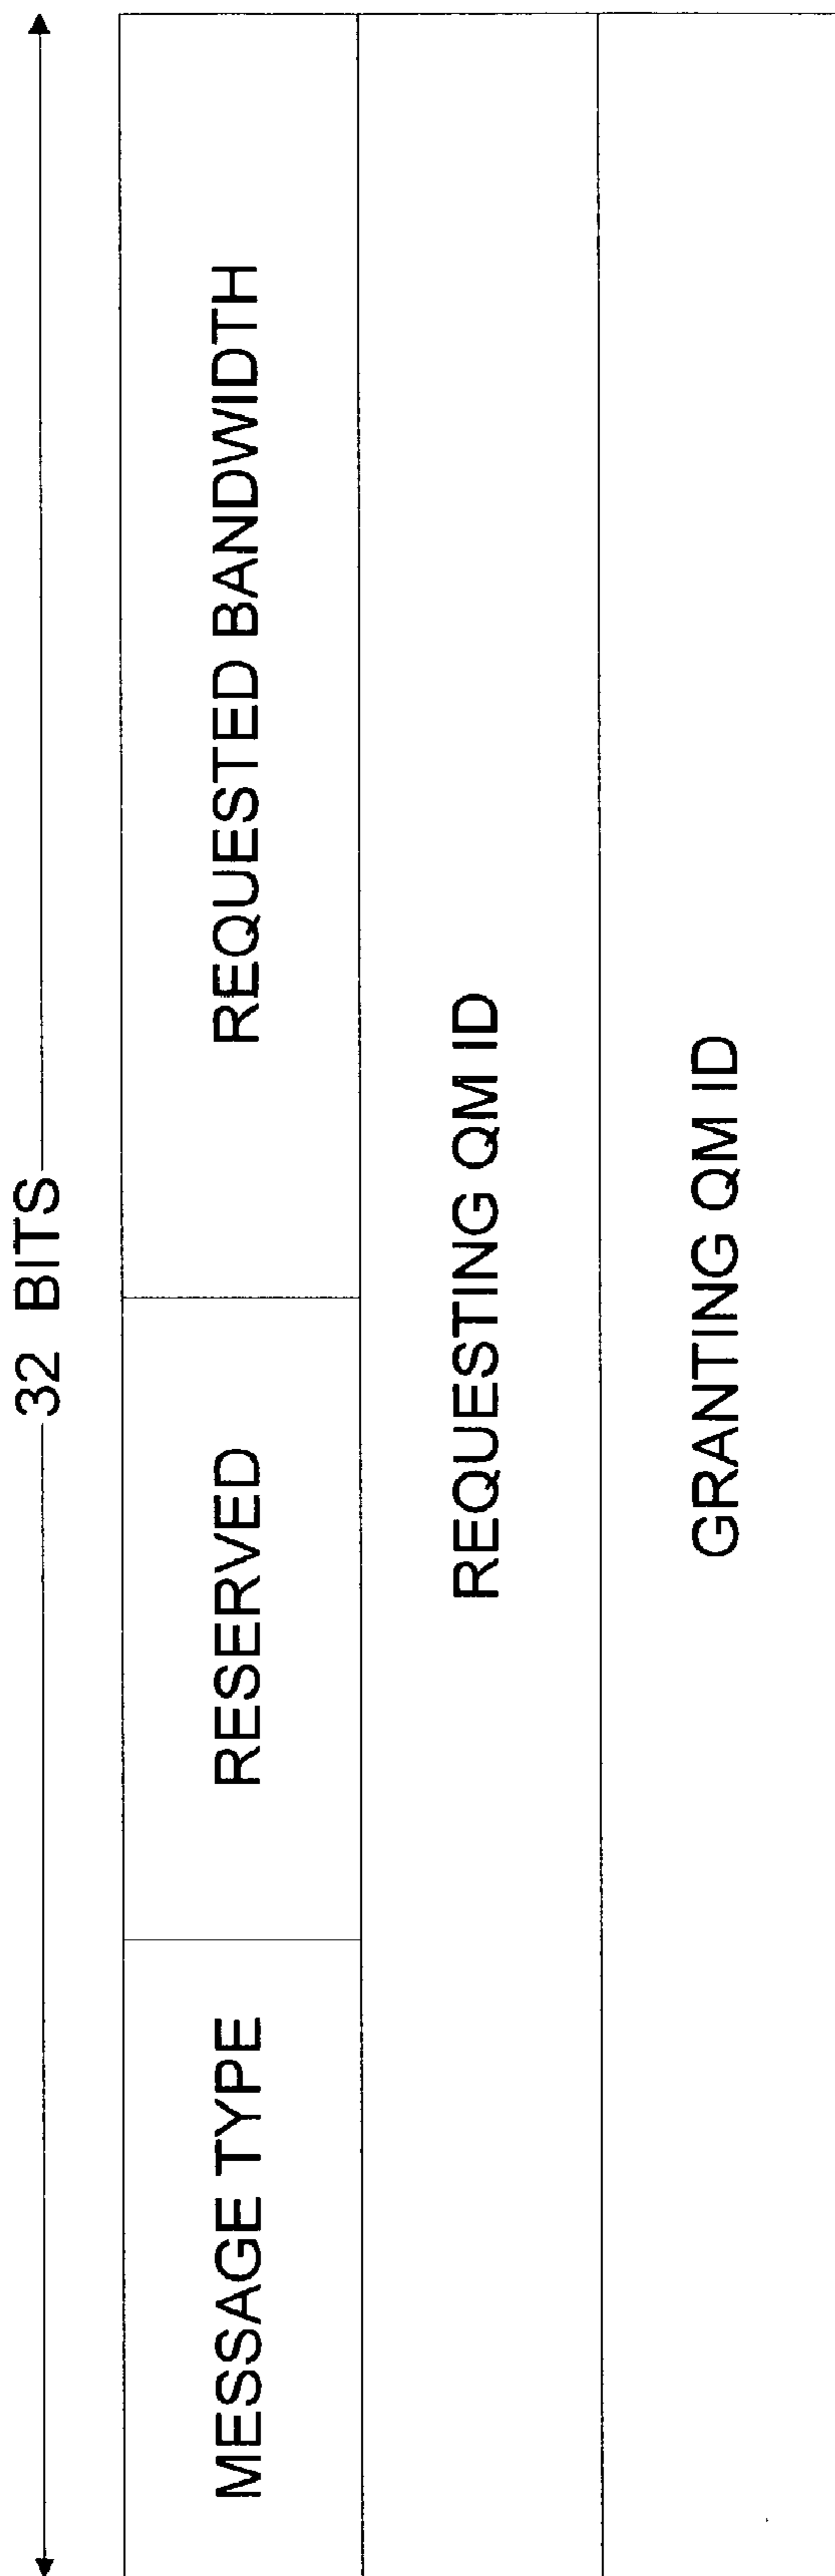 32 BITS
MESSAGE TYPE RESERVED REQUESTED BANDWIDTH
REQUESTING QM ID
GRANTING QM ID